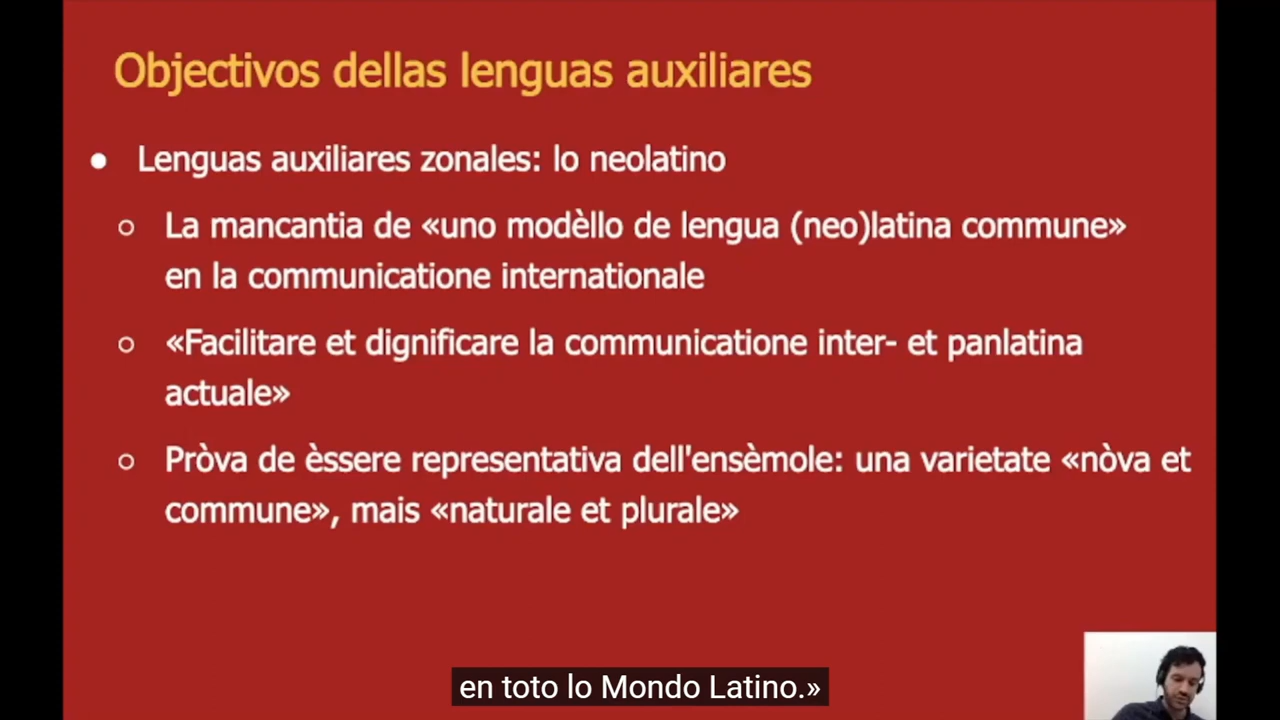 Objectivos dellas lenguas auxiliares
● Lenguas auxiliares zonales: lo neolatino
○ La mancantia de «uno modèllo de lengua (neo)latina commune»
en la communicatione internationale
○ «Facilitare et dignificare la communicatione inter- et panlatina
actuale»
○ Pròva de èssere representativa dell'ensèmole: una varietate «nòva et
commune», mais «naturale et plurale»
en toto lo Mondo Latino.»